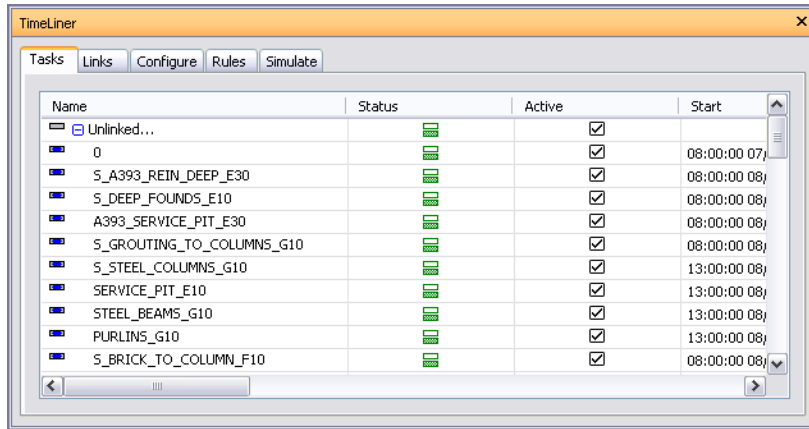 TimeLiner
Tasks Links Configure Rules Simulate
Name Status Active Start
Unlinked...
0 08:00:00 07/
S_A393_REIN_DEEP_E30 08:00:00 08/
S_DEEP_FOUNDS_E10 08:00:00 08/
A393_SERVICE_PIT_E30 08:00:00 08/
S_GROUTING_TO_COLUMNS_G10 08:00:00 08/
S_STEEL_COLUMNS_G10 13:00:00 08/
SERVICE_PIT_E10 13:00:00 08/
STEEL_BEAMS_G10 13:00:00 08/
PURLINS_G10 13:00:00 08/
S_BRICK_TO_COLUMN_F10 08:00:00 08/